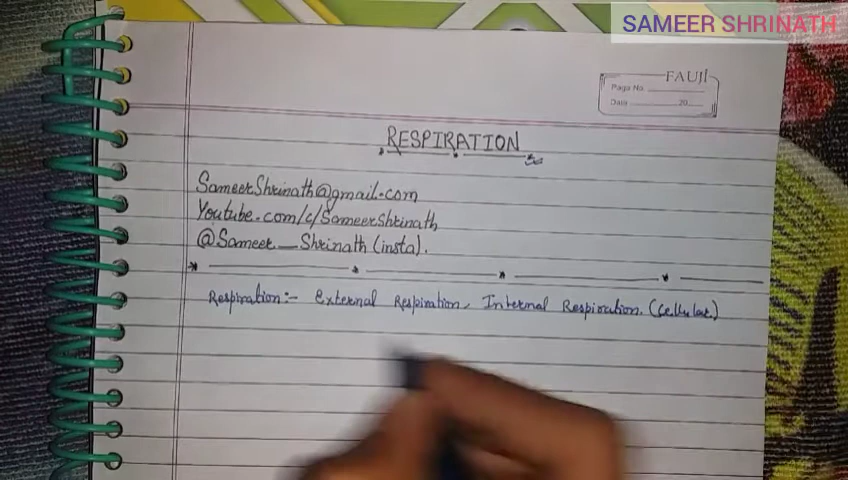 SAMEER SHRINATH
FAUJI
Page No.
Date 20
RESPIRATION
SameerShrinath@gmail.com
Youtube.com/c/SameerShrinath
@Sameer_Shrinath (insta).
Respiration:- External Respiration, Internal Respiration. (Cellular)